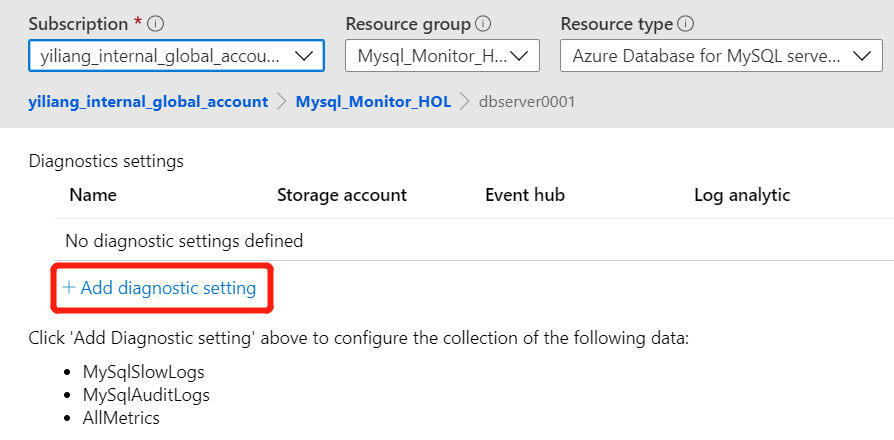 Subscription * Resource group Resource type
yiliang_internal_global_accou... Mysql_Monitor_H... Azure Database for MySQL serve...
yiliang_internal_global_account > Mysql_Monitor_HOL > dbserver0001
Diagnostics settings
Name Storage account Event hub Log analytic
No diagnostic settings defined
+ Add diagnostic setting
Click 'Add Diagnostic setting' above to configure the collection of the following data:
• MySqlSlowLogs
• MySqlAuditLogs
• AllMetrics